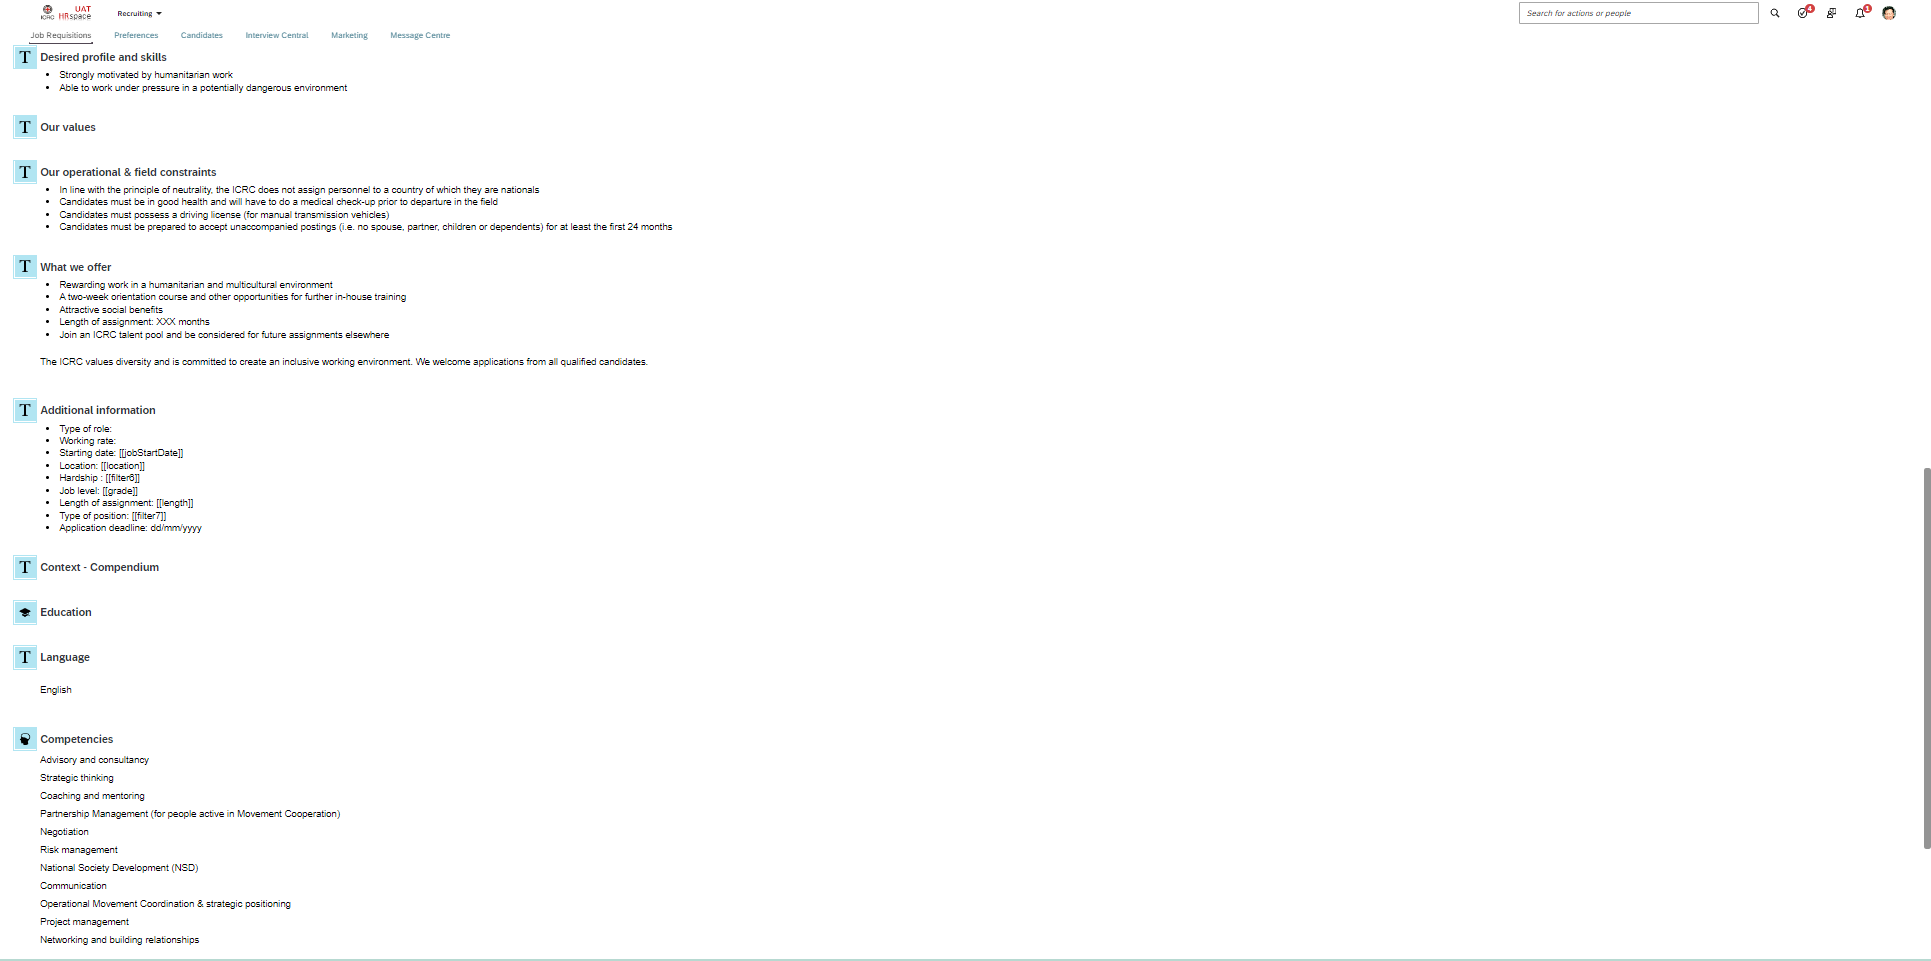 ICRC
UAT
HRspace
Recruiting
Search for actions or people
4
1
Job Requisitions
Preferences
Candidates
Interview Central
Marketing
Message Centre
T Desired profile and skills
• Strongly motivated by humanitarian work
• Able to work under pressure in a potentially dangerous environment
T Our values
T Our operational & field constraints
• In line with the principle of neutrality, the ICRC does not assign personnel to a country of which they are nationals
• Candidates must be in good health and will have to do a medical check-up prior to departure in the field
• Candidates must possess a driving license (for manual transmission vehicles)
• Candidates must be prepared to accept unaccompanied postings (i.e. no spouse, partner, children or dependents) for at least the first 24 months
T What we offer
• Rewarding work in a humanitarian and multicultural environment
• A two-week orientation course and other opportunities for further in-house training
• Attractive social benefits
• Length of assignment: XXX months
• Join an ICRC talent pool and be considered for future assignments elsewhere
The ICRC values diversity and is committed to create an inclusive working environment. We welcome applications from all qualified candidates.
T Additional information
• Type of role:
• Working rate:
• Starting date: [[jobStartDate]]
• Location: [[location]]
• Hardship : [[filter6]]
• Job level: [[grade]]
• Length of assignment: [[length]]
• Type of position: [[filter7]]
• Application deadline: dd/mm/yyyy
T Context - Compendium
Education
T Language
English
Competencies
Advisory and consultancy
Strategic thinking
Coaching and mentoring
Partnership Management (for people active in Movement Cooperation)
Negotiation
Risk management
National Society Development (NSD)
Communication
Operational Movement Coordination & strategic positioning
Project management
Networking and building relationships